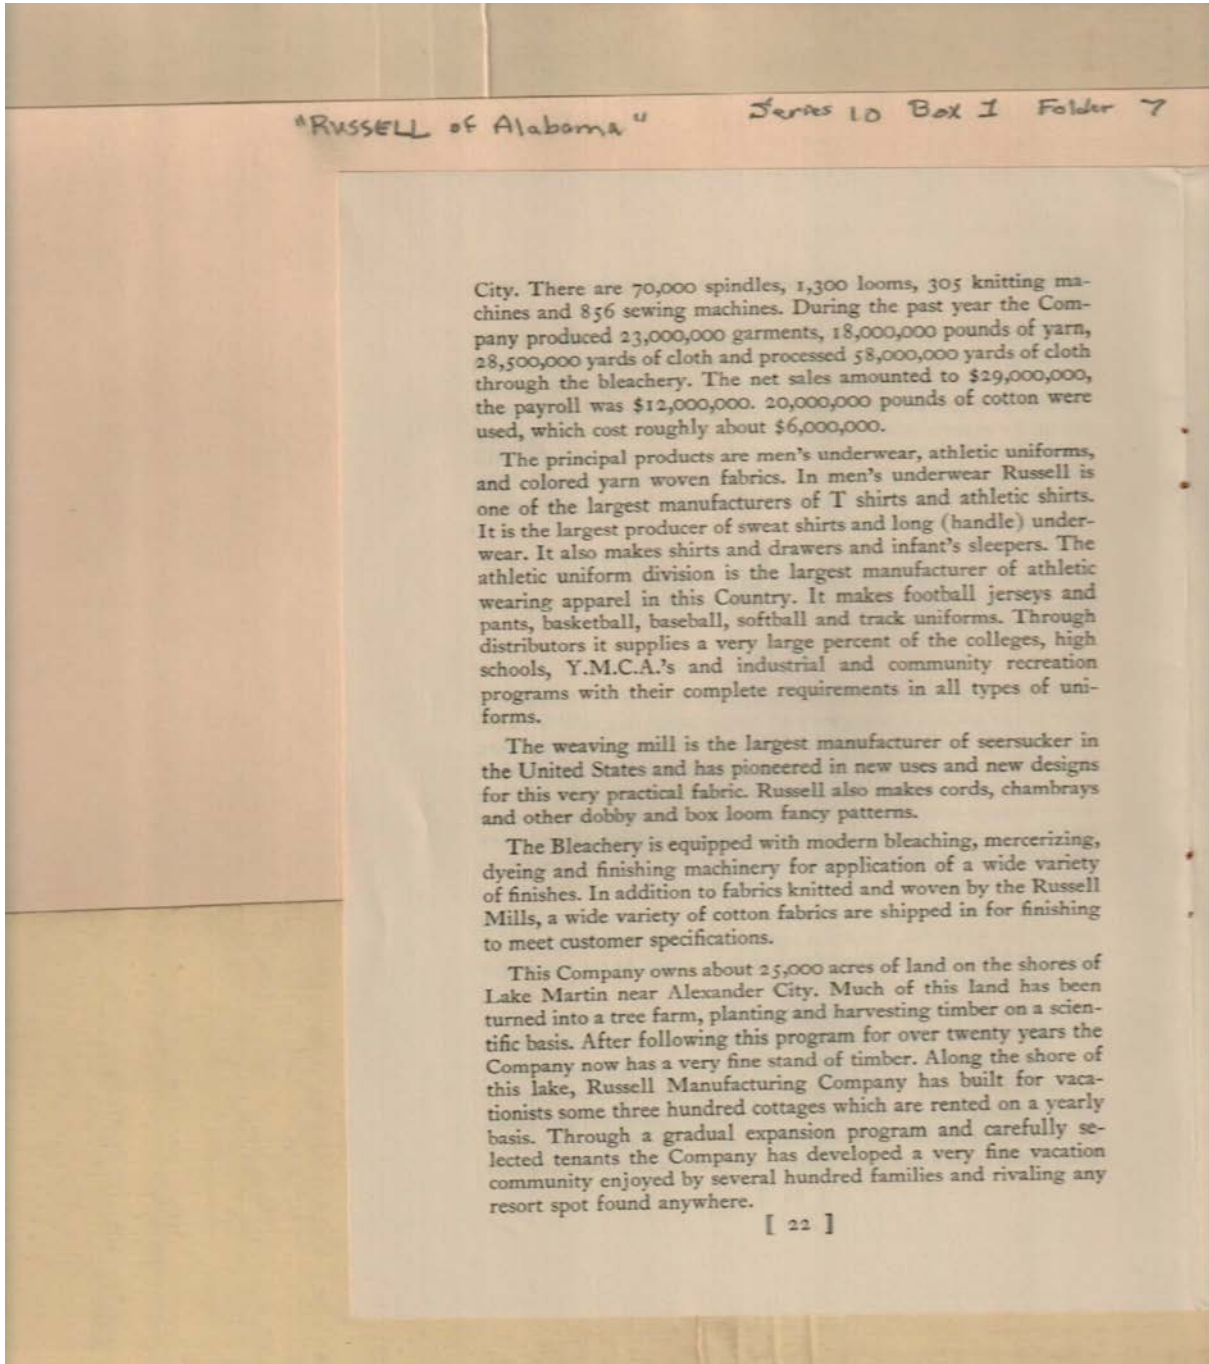 "RUSSELL of Alabama" Series 10 Box 1 Folder 7
City. There are 70,000 spindles, 1,300 looms, 305 knitting ma-
chines and 856 sewing machines. During the past year the Com-
pany produced 23,000,000 garments, 18,000,000 pounds of yarn,
28,500,000 yards of cloth and processed 58,000,000 yards of cloth
through the bleachery. The net sales amounted to $29,000,000,
the payroll was $12,000,000. 20,000,000 pounds of cotton were
used, which cost roughly about $6,000,000.
The principal products are men's underwear, athletic uniforms,
and colored yarn woven fabrics. In men's underwear Russell is
one of the largest manufacturers of T shirts and athletic shirts.
It is the largest producer of sweat shirts and long (handle) under-
wear. It also makes shirts and drawers and infant's sleepers. The
athletic uniform division is the largest manufacturer of athletic
wearing apparel in this Country. It makes football jerseys and
pants, basketball, baseball, softball and track uniforms. Through
distributors it supplies a very large percent of the colleges, high
schools, Y.M.C.A.'s and industrial and community recreation
programs with their complete requirements in all types of uni-
forms.
The weaving mill is the largest manufacturer of seersucker in
the United States and has pioneered in new uses and new designs
for this very practical fabric. Russell also makes cords, chambrays
and other dobby and box loom fancy patterns.
The Bleachery is equipped with modern bleaching, mercerizing,
dyeing and finishing machinery for application of a wide variety
of finishes. In addition to fabrics knitted and woven by the Russell
Mills, a wide variety of cotton fabrics are shipped in for finishing
to meet customer specifications.
This Company owns about 25,000 acres of land on the shores of
Lake Martin near Alexander City. Much of this land has been
turned into a tree farm, planting and harvesting timber on a scien-
tific basis. After following this program for over twenty years the
Company now has a very fine stand of timber. Along the shore of
this lake, Russell Manufacturing Company has built for vaca-
tionists some three hundred cottages which are rented on a yearly
basis. Through a gradual expansion program and carefully se-
lected tenants the Company has developed a very fine vacation
community enjoyed by several hundred families and rivaling any
resort spot found anywhere.
[ 22 ]